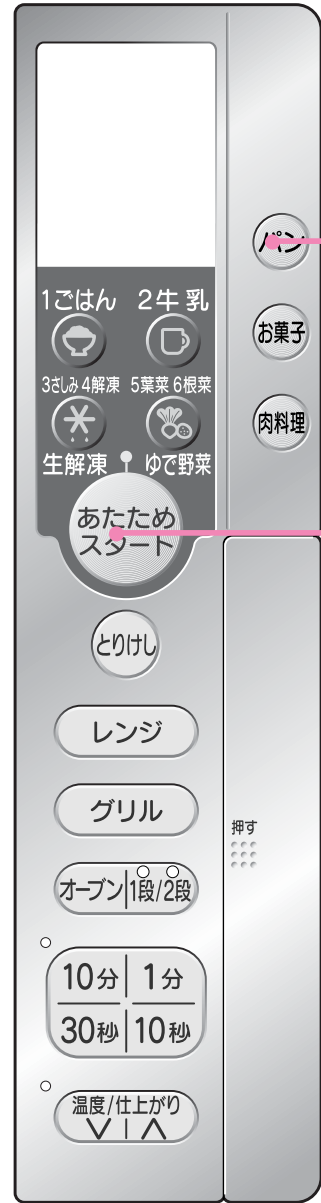 パン
1ごはん 2牛乳
お菓子
3さしみ 4解凍 5葉菜 6根菜
肉料理
生解凍 ゆで野菜
あたため
スタート
とりけし
レンジ
グリル
押す
オーブン 1段/2段
10分 1分
30秒 10秒
温度/仕上がり